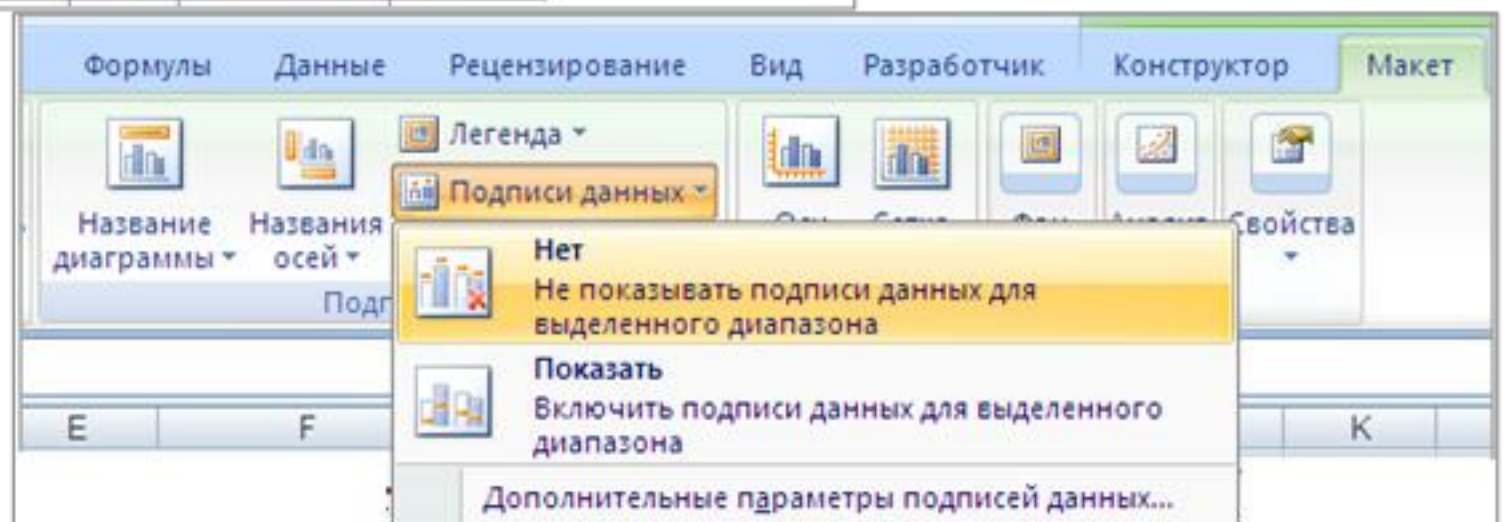 Формулы Данные Рецензирование Вид Разработчик Конструктор Макет
Легенда
Подписи данных
Название диаграммы
Названия осей
Свойства
Нет
Не показывать подписи данных для
выделенного диапазона
Показать
Включить подписи данных для выделенного
диапазона
Дополнительные параметры подписей данных...
E F K